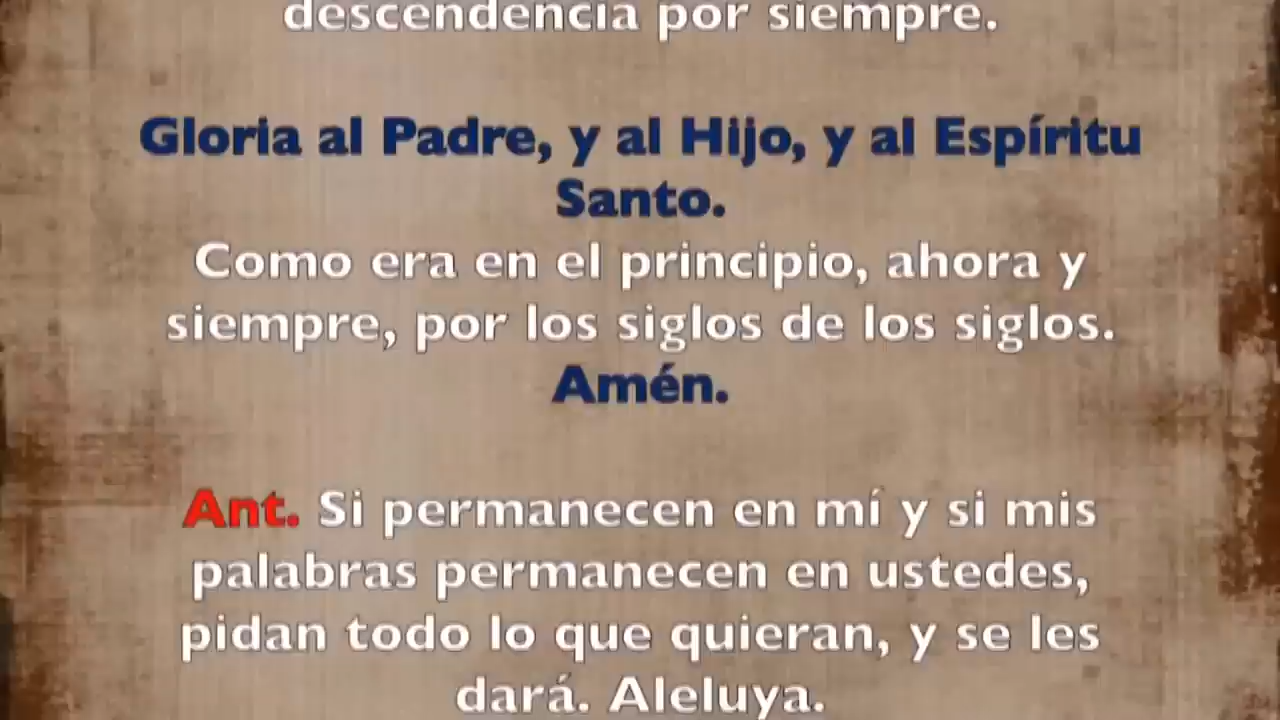 descendencia por siempre.
Gloria al Padre, y al Hijo, y al Espíritu
Santo.
Como era en el principio, ahora y
siempre, por los siglos de los siglos.
Amén.
Ant. Si permanecen en mí y si mis
palabras permanecen en ustedes,
pidan todo lo que quieran, y se les
dará. Aleluya.